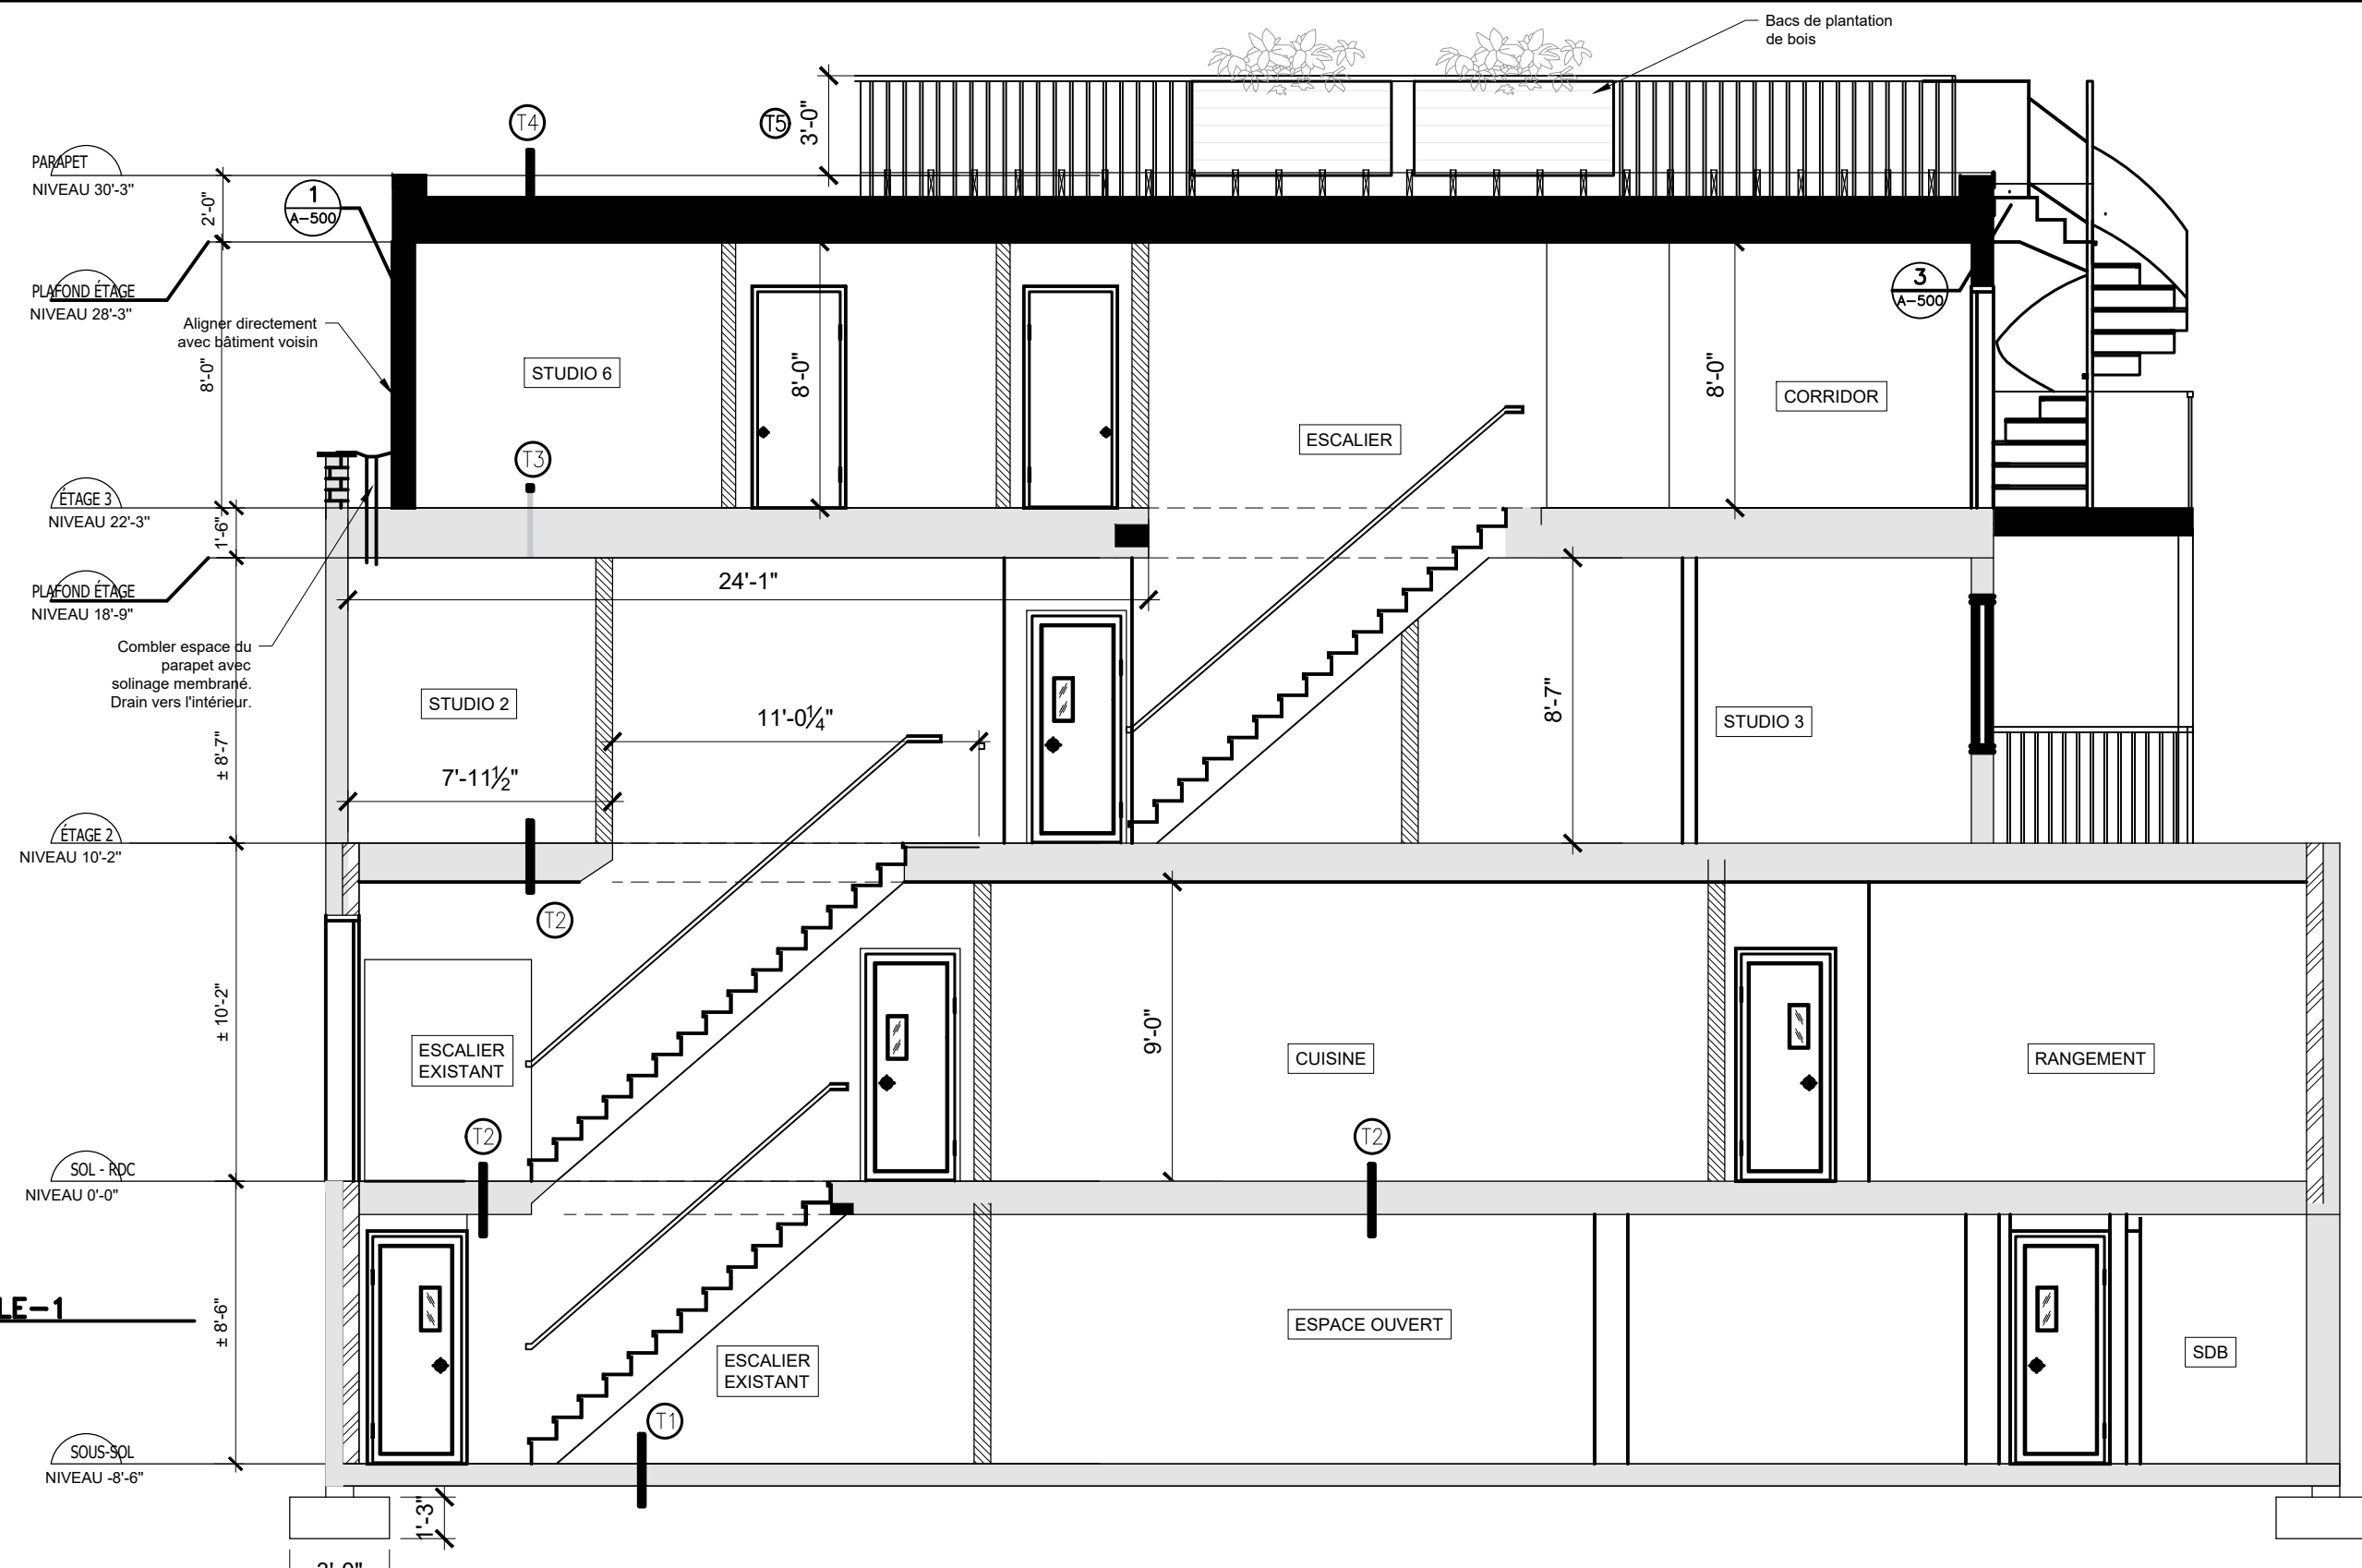 Bacs de plantation
de bois
T4
T5
3'-0"
PARAPET
NIVEAU 30'-3"
1
A-500
2'-0"
PLAFOND ÉTAGE
NIVEAU 28'-3"
3
A-500
Aligner directement
avec bâtiment voisin
8'-0"
STUDIO 6
8'-0"
8'-0"
CORRIDOR
ESCALIER
T3
ÉTAGE 3
NIVEAU 22'-3"
1'-6"
PLAFOND ÉTAGE
NIVEAU 18'-9"
24'-1"
Combler espace du
parapet avec
solinage membrané.
Drain vers l'intérieur.
STUDIO 2
11'-0¼"
8'-7"
STUDIO 3
± 8'-7"
7'-11½"
ÉTAGE 2
NIVEAU 10'-2"
T2
± 10'-2"
ESCALIER
EXISTANT
9'-0"
CUISINE
RANGEMENT
T2
T2
SOL - RDC
NIVEAU 0'-0"
LE-1
± 8'-6"
ESPACE OUVERT
SDB
ESCALIER
EXISTANT
T1
SOUS-SOL
NIVEAU -8'-6"
1'-3"